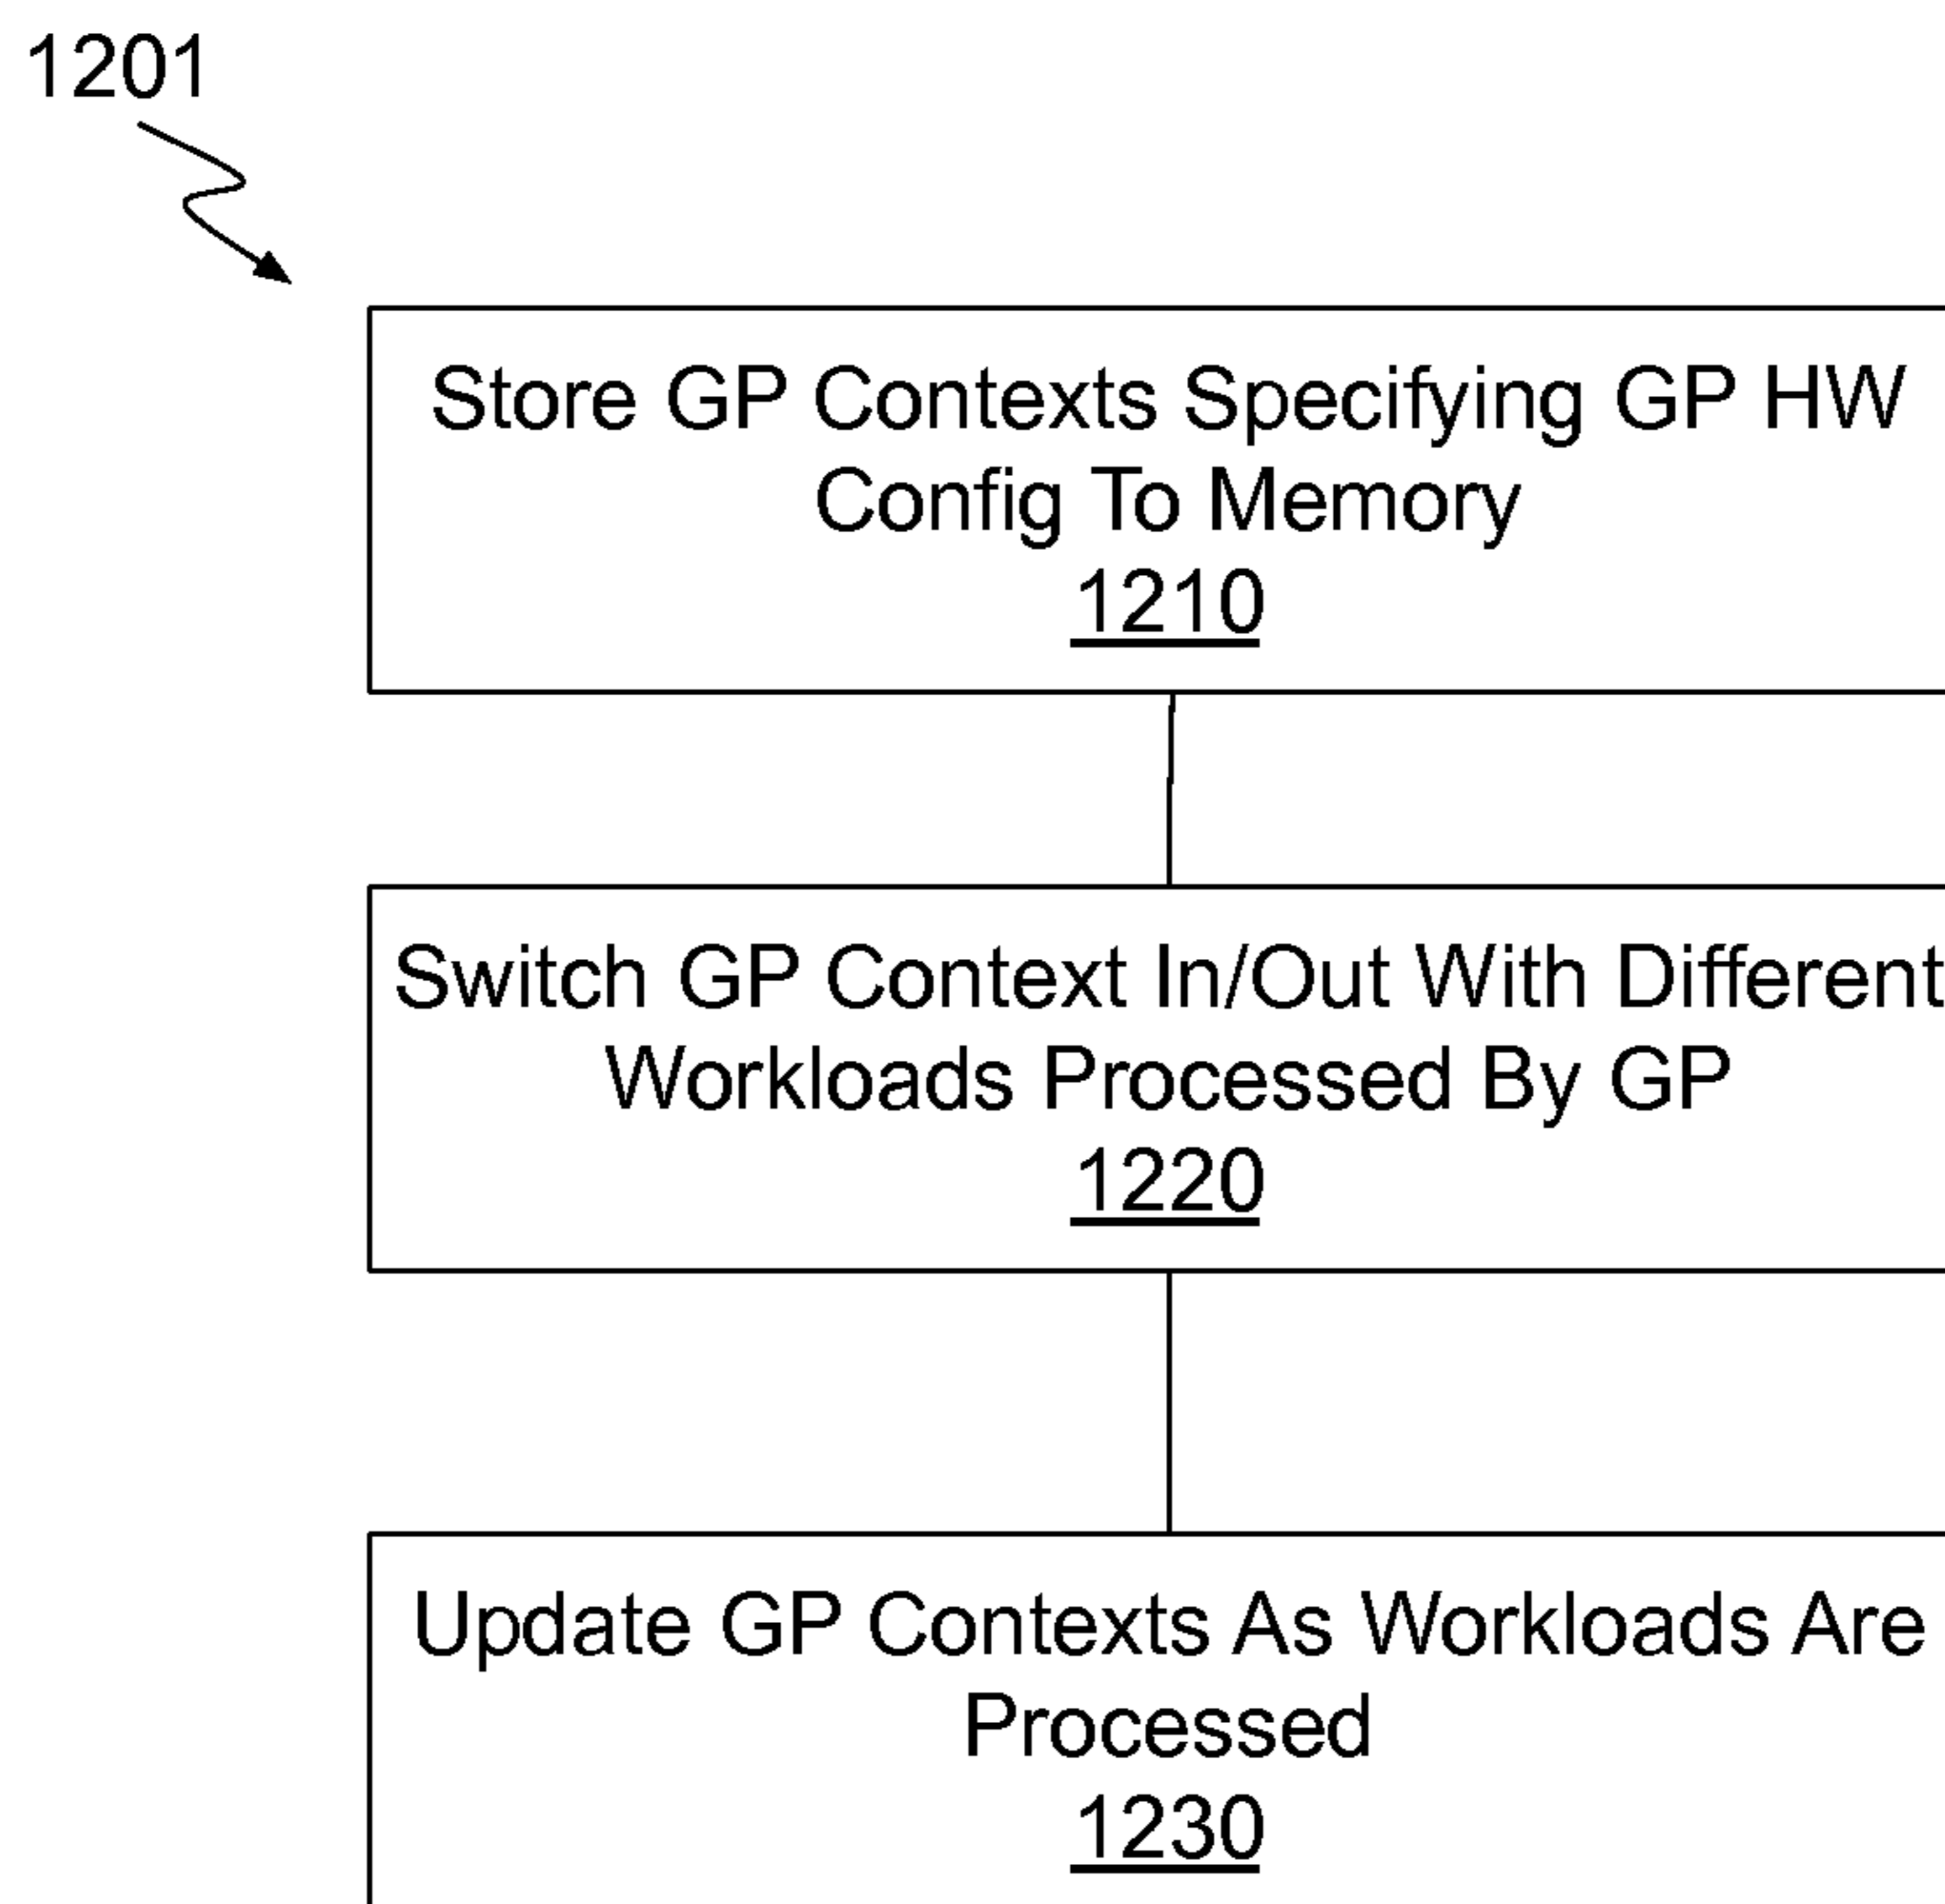 1201
Store GP Contexts Specifying GP HW
Config To Memory
1210
Switch GP Context In/Out With Different
Workloads Processed By GP
1220
Update GP Contexts As Workloads Are
Processed
1230